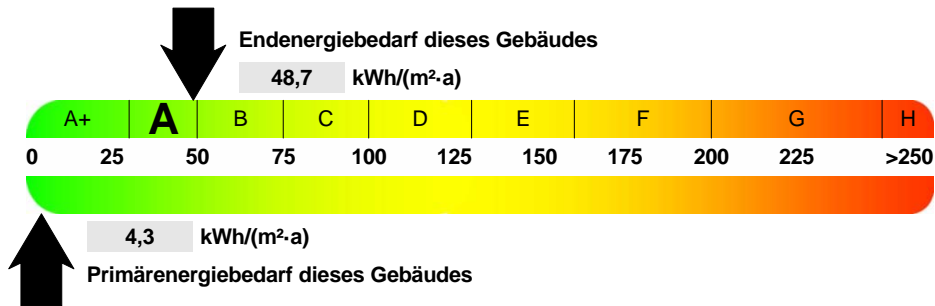 Endenergiebedarf dieses Gebäudes
48,7 kWh/(m²·a)
A+ A B C D E F G H
0 25 50 75 100 125 150 175 200 225 >250
4,3 kWh/(m²·a)
Primärenergiebedarf dieses Gebäudes